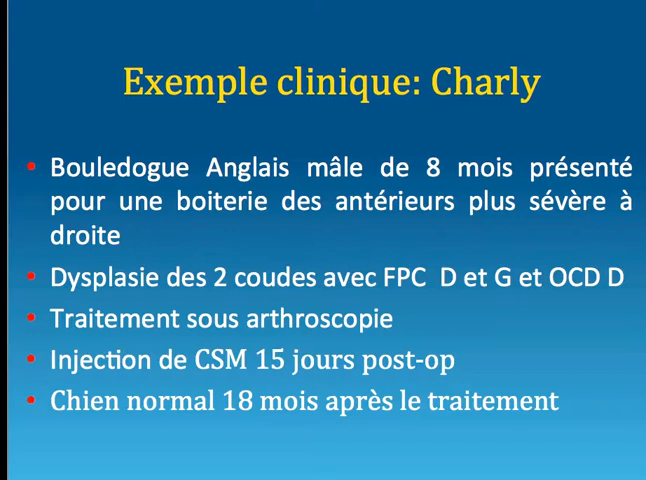 Exemple clinique: Charly
• Bouledogue Anglais mâle de 8 mois présenté
pour une boiterie des antérieurs plus sévère à
droite
• Dysplasie des 2 coudes avec FPC D et G et OCD D
• Traitement sous arthroscopie
• Injection de CSM 15 jours post-op
• Chien normal 18 mois après le traitement